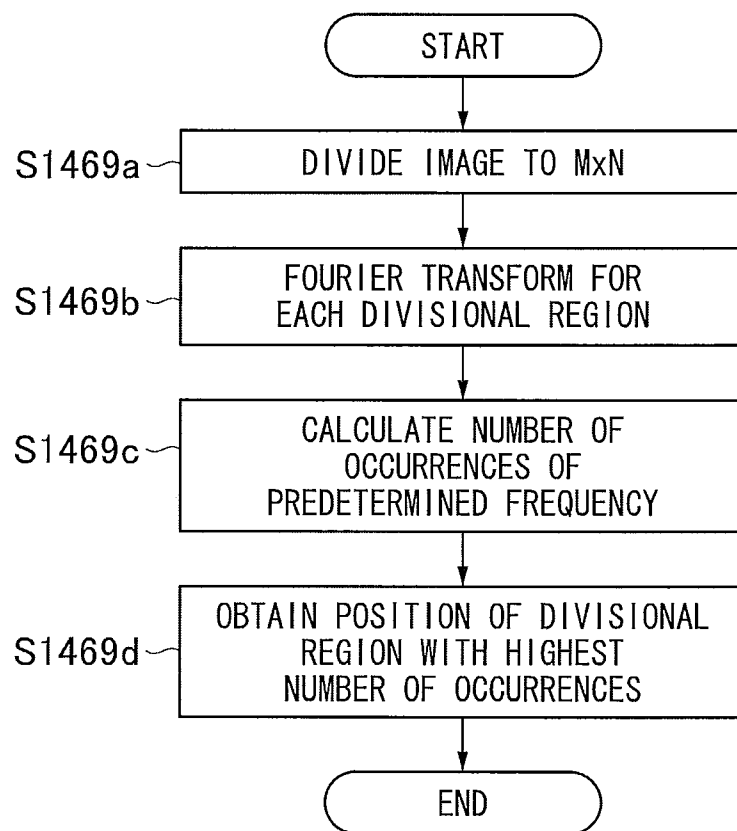 START
S1469a
DIVIDE IMAGE TO MxN
S1469b
FOURIER TRANSFORM FOR
EACH DIVISIONAL REGION
S1469c
CALCULATE NUMBER OF
OCCURRENCES OF
PREDETERMINED FREQUENCY
S1469d
OBTAIN POSITION OF DIVISIONAL
REGION WITH HIGHEST
NUMBER OF OCCURRENCES
END